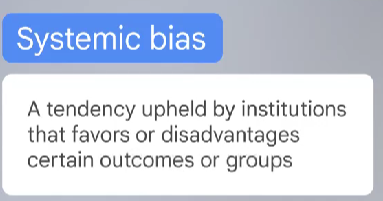 Systemic bias
A tendency upheld by institutions
that favors or disadvantages
certain outcomes or groups